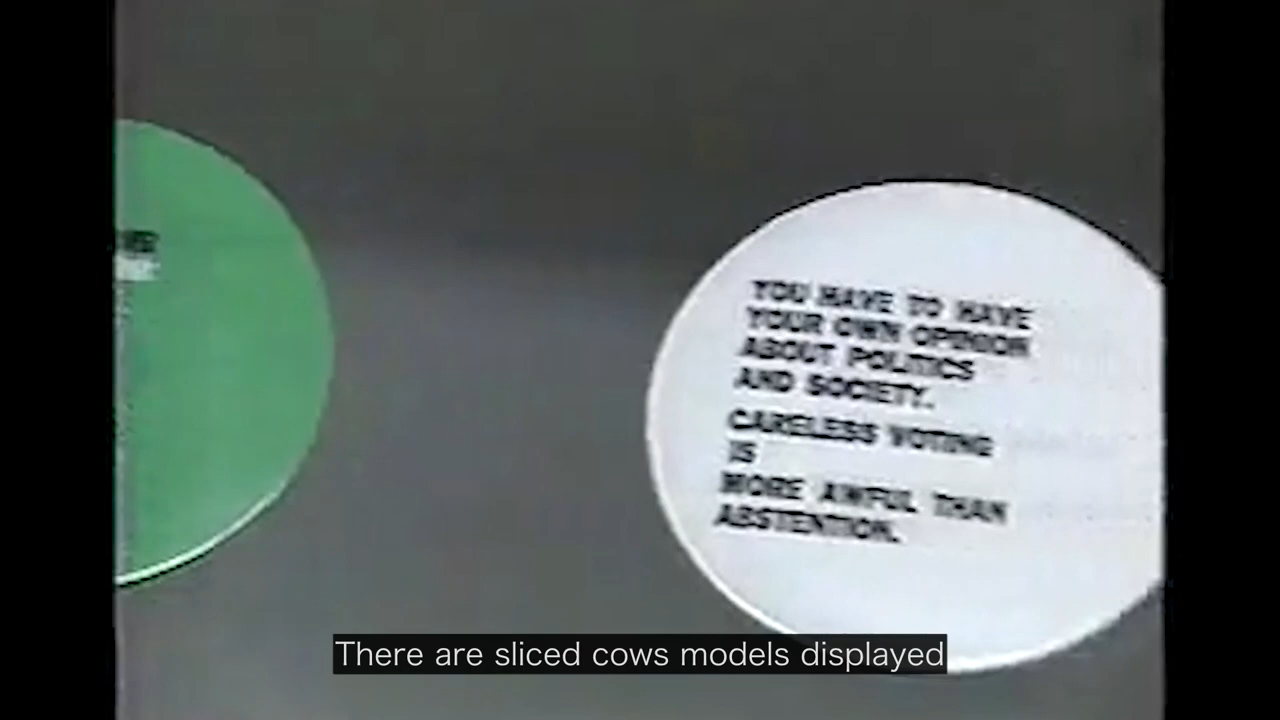 YOU HAVE TO HAVE
YOUR OWN OPINION
ABOUT POLITICS
AND SOCIETY.
CARELESS VOTING
IS
MORE AWFUL THAN
ABSTENTION.
There are sliced cows models displayed